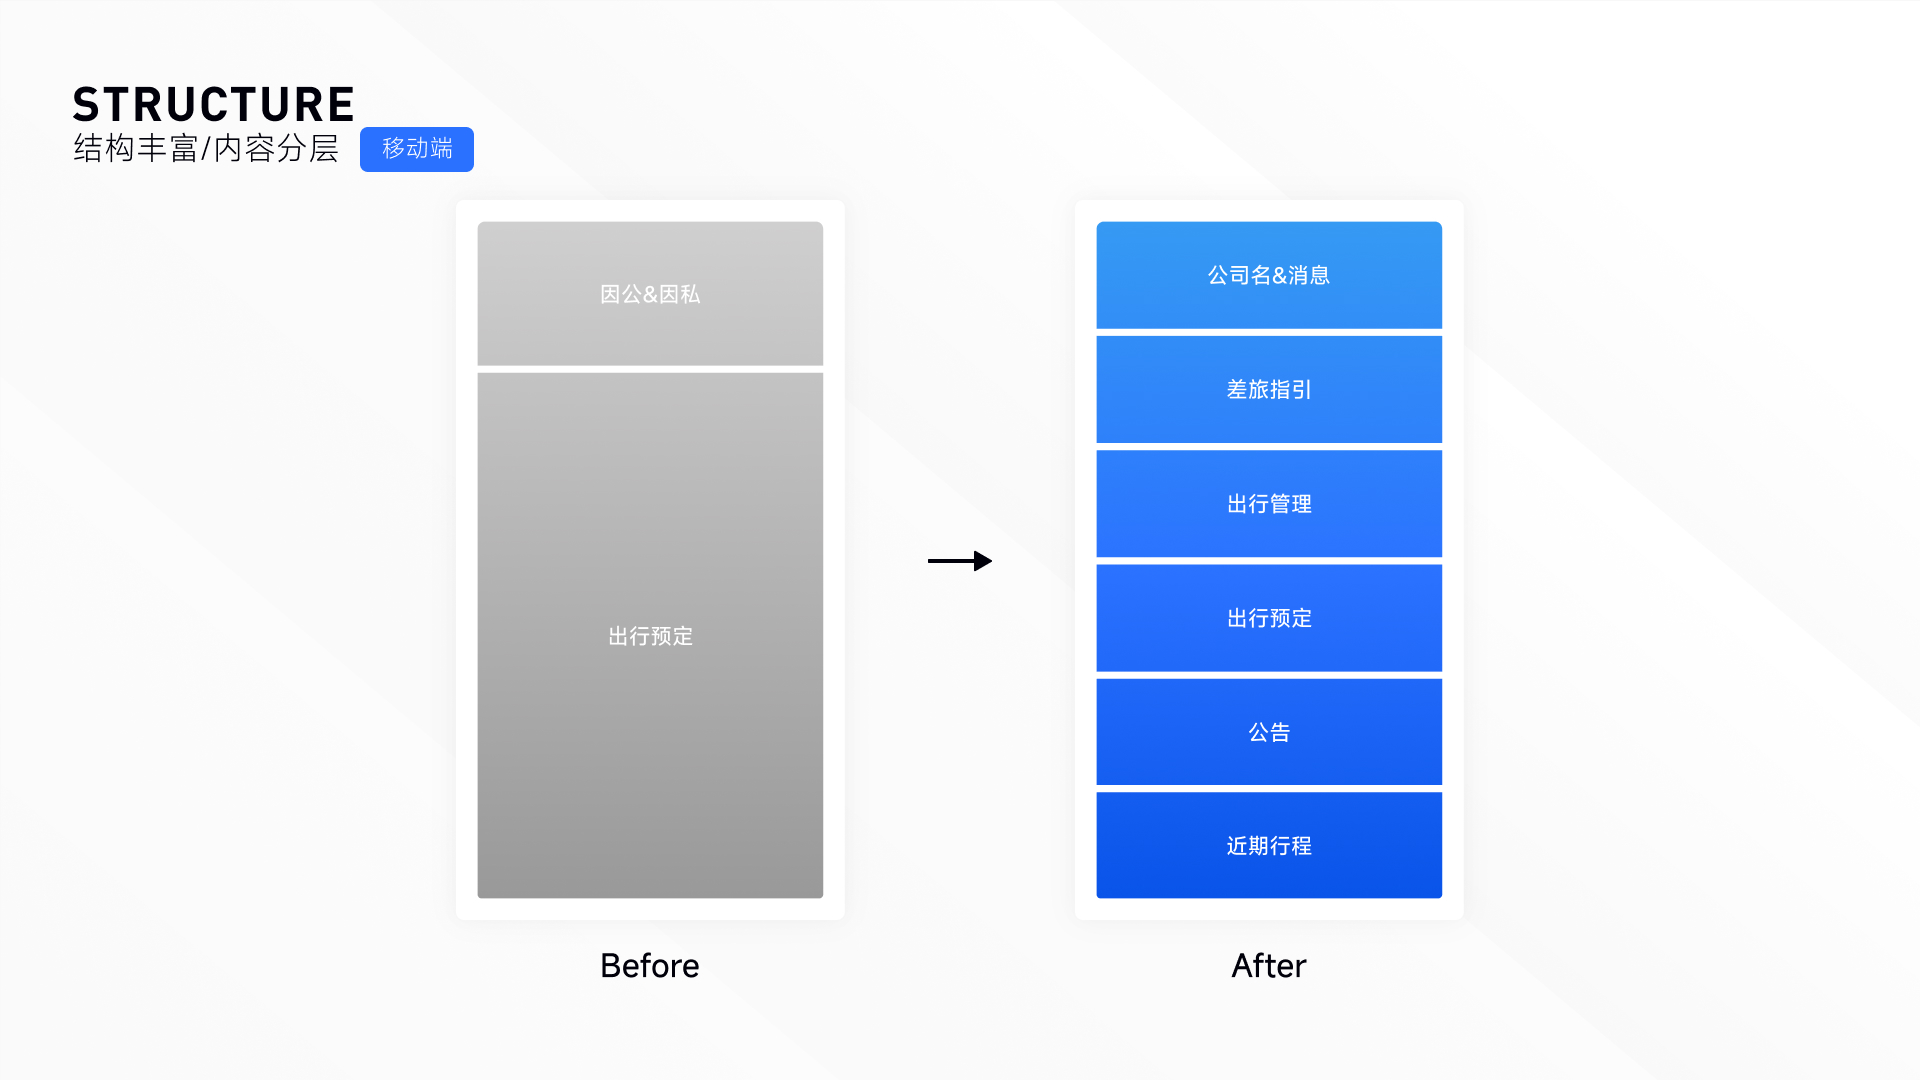 STRUCTURE
结构丰富/内容分层
移动端
因公&因私
出行预定
Before
公司名&消息
差旅指引
出行管理
出行预定
公告
近期行程
After